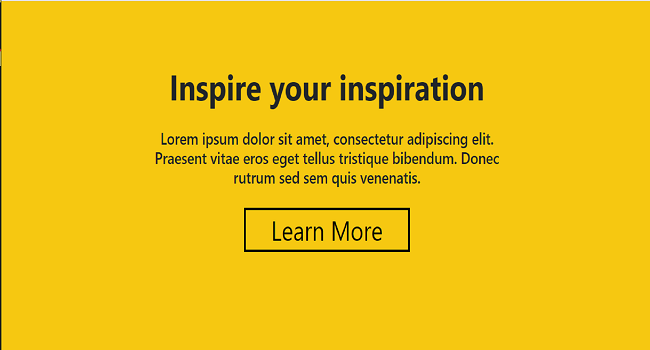 Inspire your inspiration
Lorem ipsum dolor sit amet, consectetur adipiscing elit.
Praesent vitae eros eget tellus tristique bibendum. Donec
rutrum sed sem quis venenatis.
Learn More